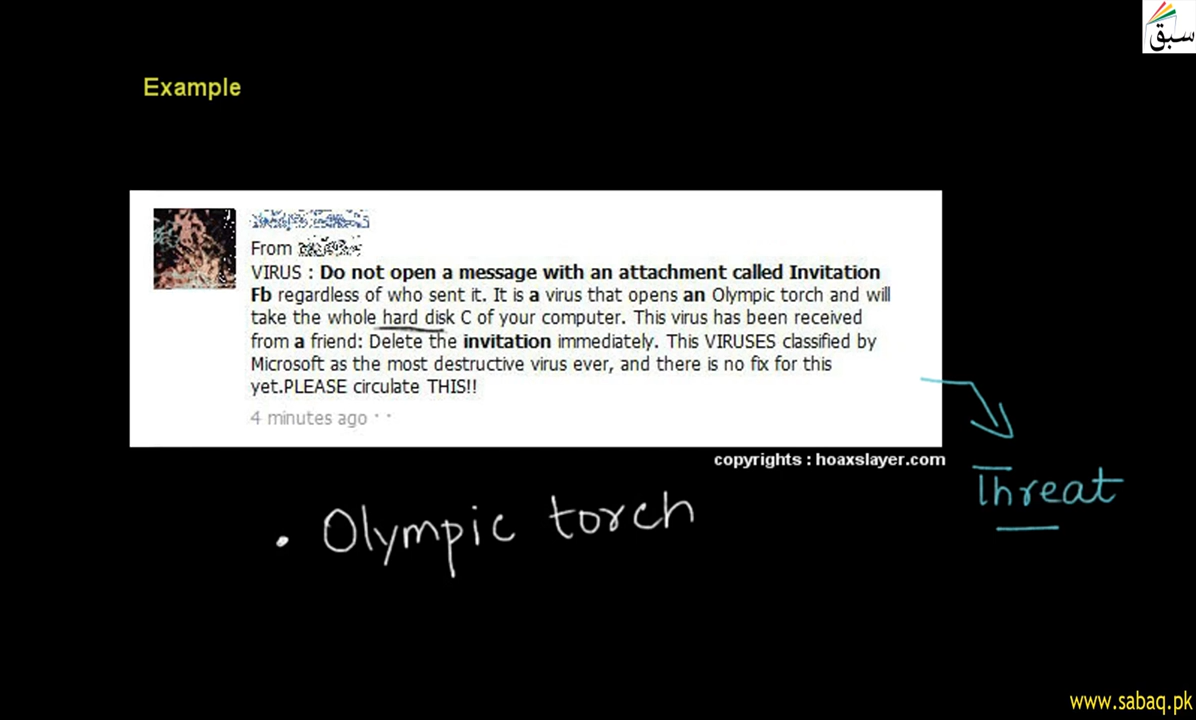 سبق
Example
From
VIRUS : Do not open a message with an attachment called Invitation
Fb regardless of who sent it. It is a virus that opens an Olympic torch and will
take the whole hard disk C of your computer. This virus has been received
from a friend: Delete the invitation immediately. This VIRUSES classified by
Microsoft as the most destructive virus ever, and there is no fix for this
yet.PLEASE circulate THIS!!
4 minutes ago · ·
copyrights : hoaxslayer.com
Threat
• Olympic torch
www.sabaq.pk